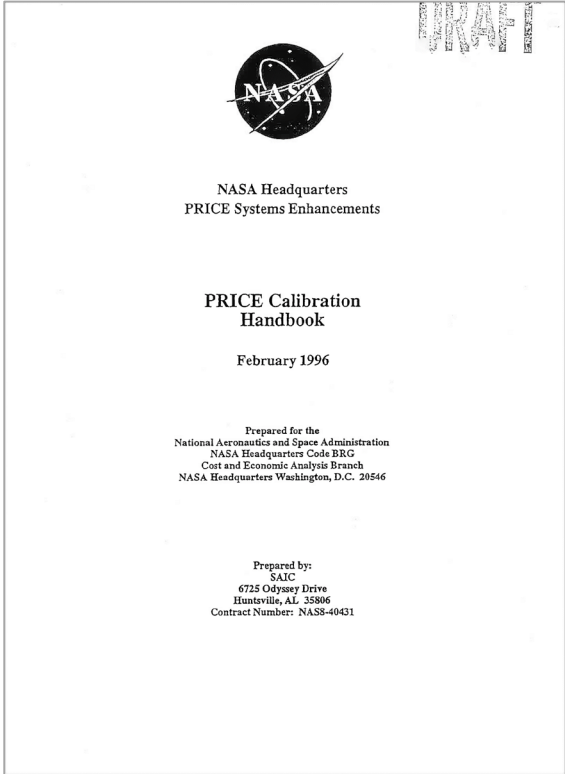 DRAFT
NASA
NASA Headquarters
PRICE Systems Enhancements
PRICE Calibration
Handbook
February 1996
Prepared for the
National Aeronautics and Space Administration
NASA Headquarters Code BRG
Cost and Economic Analysis Branch
NASA Headquarters Washington, D.C. 20546
Prepared by:
SAIC
6725 Odyssey Drive
Huntsville, AL 35806
Contract Number: NAS8-40431